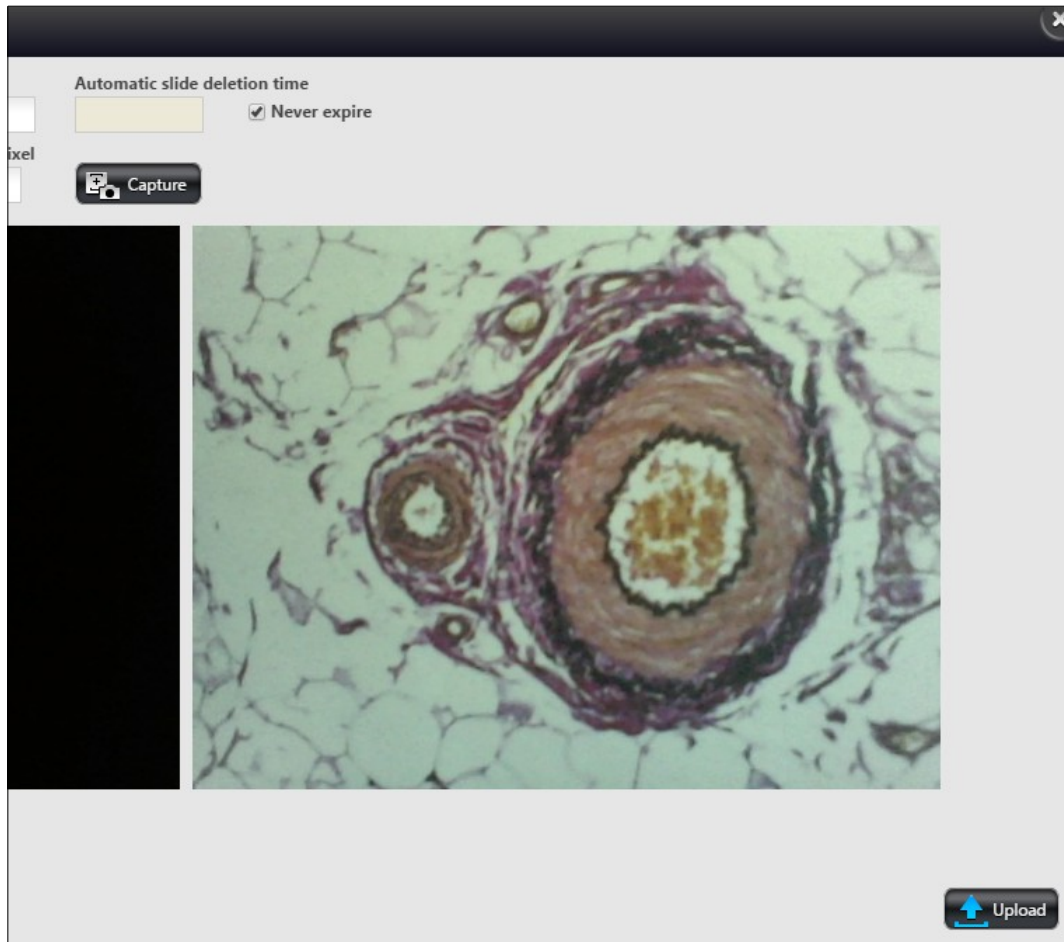 Automatic slide deletion time
Never expire
ixel
Capture
Upload